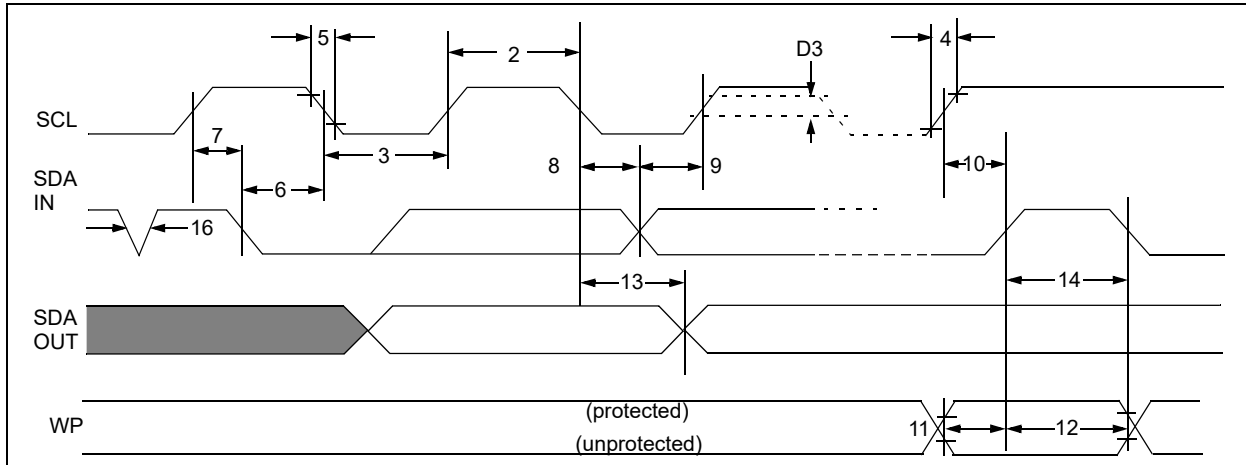 5
2
D3
4
SCL
7
3
8
9
10
SDA
IN
6
16
13
14
SDA
OUT
WP
(protected)
(unprotected)
11
12